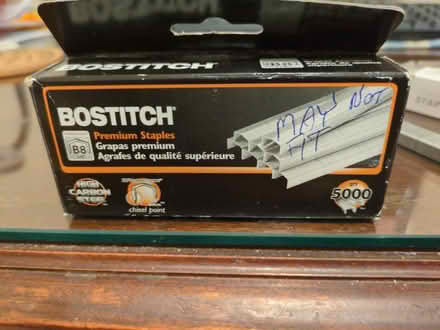 BOSTITCH
BOSTITCH®
Premium Staples
Grapas premium
Agrafes de qualité supérieure
B8
MAY NOT
FIT
HIGH
CARBON
STEEL
chisel point
5000